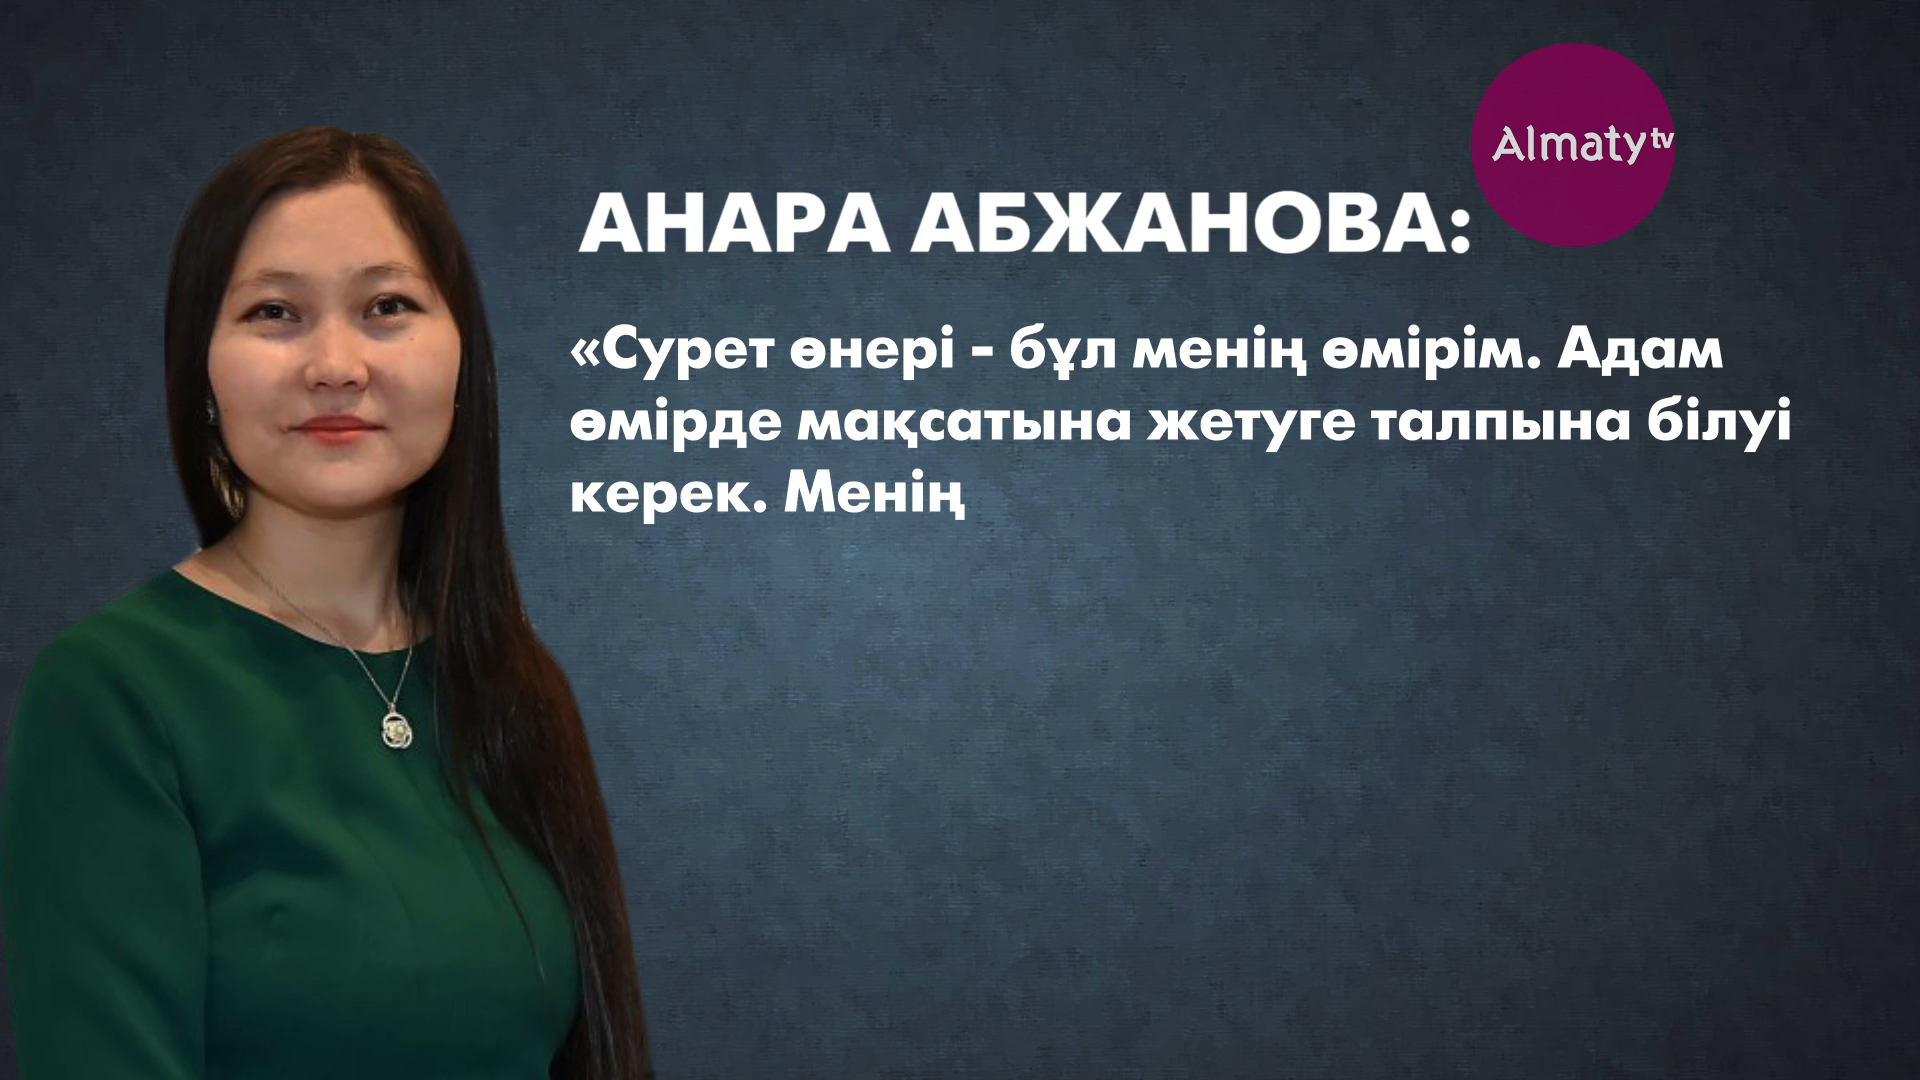 Almaty tv
АНАРА АБЖАНОВА:
«Сурет өнері - бұл менің өмірім. Адам
өмірде мақсатына жетуге талпына білуі
керек. Менің